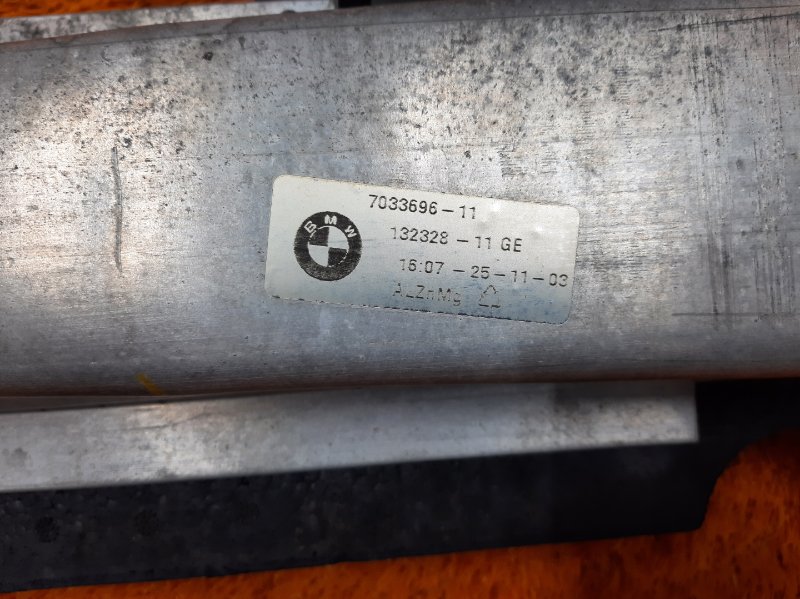 7033696-11
BMW
132328-11 GE
16:07-25-11-03
ALZnMg